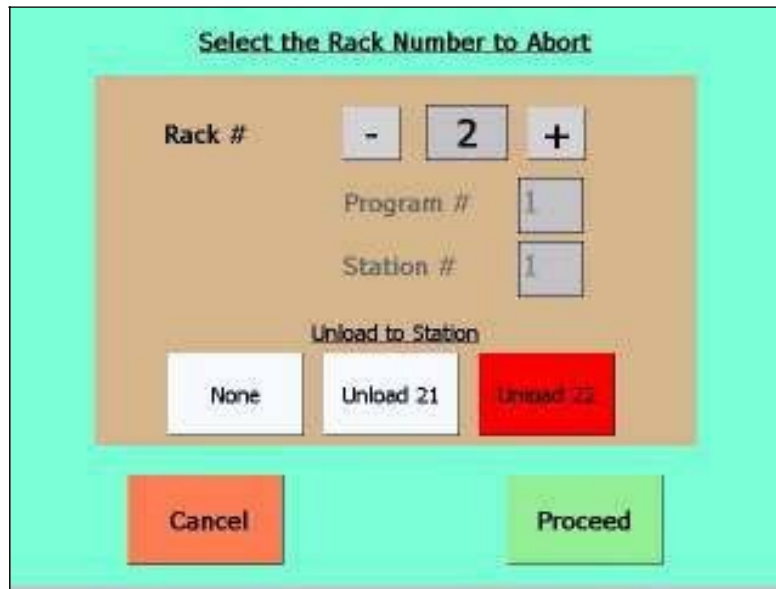 Select the Rack Number to Abort
Rack # - 2 +
Program # 1
Station # 1
Unload to Station
None Unload 21 Unload 22
Cancel Proceed